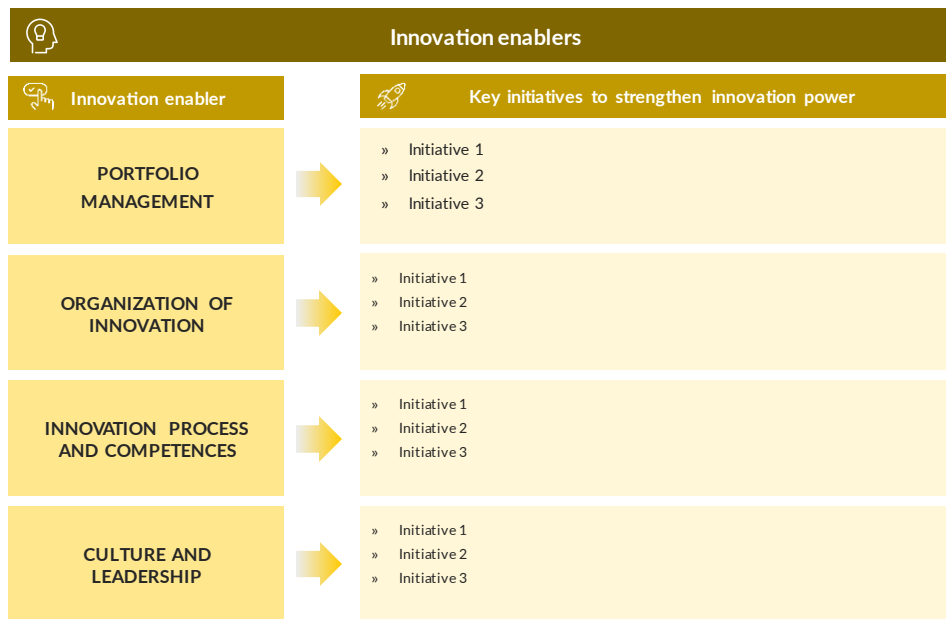 Innovation enablers
Innovation enabler
Key initiatives to strengthen innovation power
PORTFOLIO
MANAGEMENT
» Initiative 1
» Initiative 2
» Initiative 3
ORGANIZATION OF
INNOVATION
» Initiative 1
» Initiative 2
» Initiative 3
INNOVATION PROCESS
AND COMPETENCES
» Initiative 1
» Initiative 2
» Initiative 3
CULTURE AND
LEADERSHIP
» Initiative 1
» Initiative 2
» Initiative 3